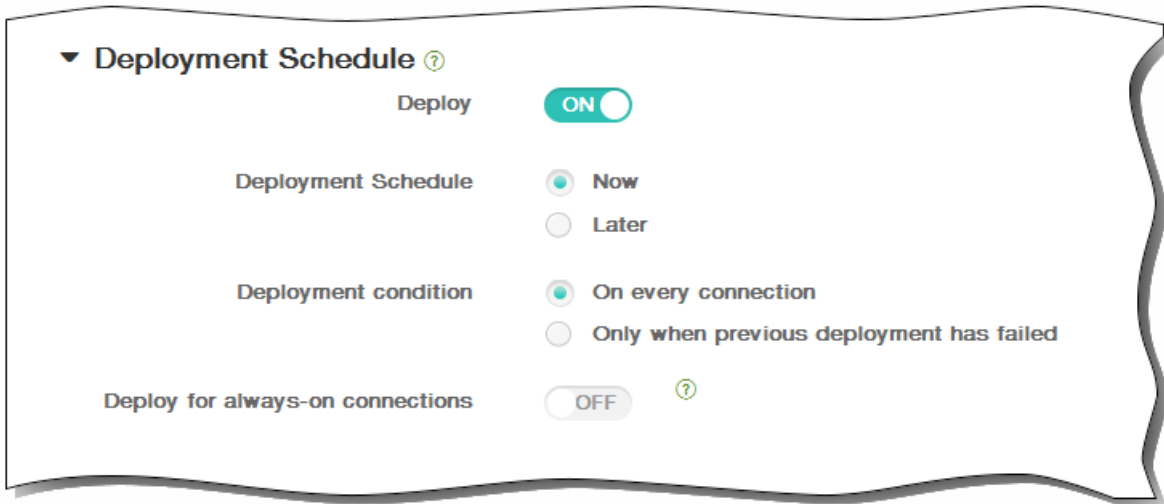 Deployment Schedule ?
Deploy ON
Deployment Schedule Now
Later
Deployment condition On every connection
Only when previous deployment has failed
Deploy for always-on connections OFF ?